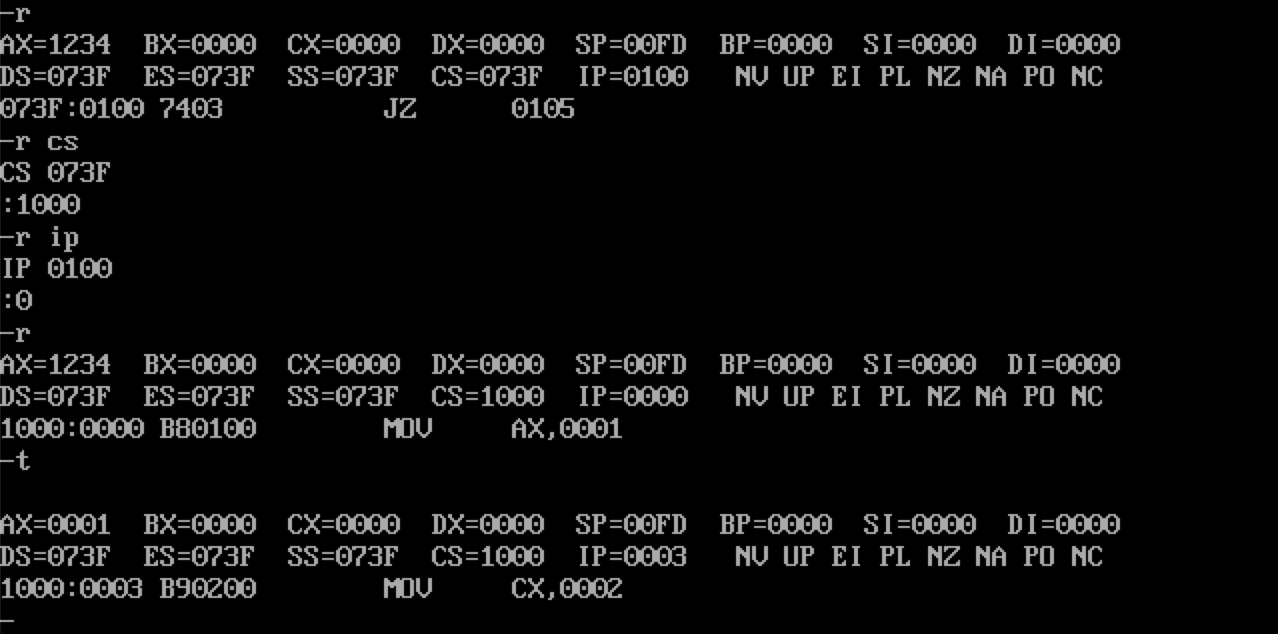 -r
AX=1234  BX=0000  CX=0000  DX=0000  SP=00FD  BP=0000  SI=0000  DI=0000
DS=073F  ES=073F  SS=073F  CS=073F  IP=0100   NV UP EI PL NZ NA PO NC
073F:0100 7403          JZ      0105
-r cs
CS 073F
:1000
-r ip
IP 0100
:0
-r
AX=1234  BX=0000  CX=0000  DX=0000  SP=00FD  BP=0000  SI=0000  DI=0000
DS=073F  ES=073F  SS=073F  CS=1000  IP=0000   NV UP EI PL NZ NA PO NC
1000:0000 B80100        MOV     AX,0001
-t
AX=0001  BX=0000  CX=0000  DX=0000  SP=00FD  BP=0000  SI=0000  DI=0000
DS=073F  ES=073F  SS=073F  CS=1000  IP=0003   NV UP EI PL NZ NA PO NC
1000:0003 B90200        MOV     CX,0002
-